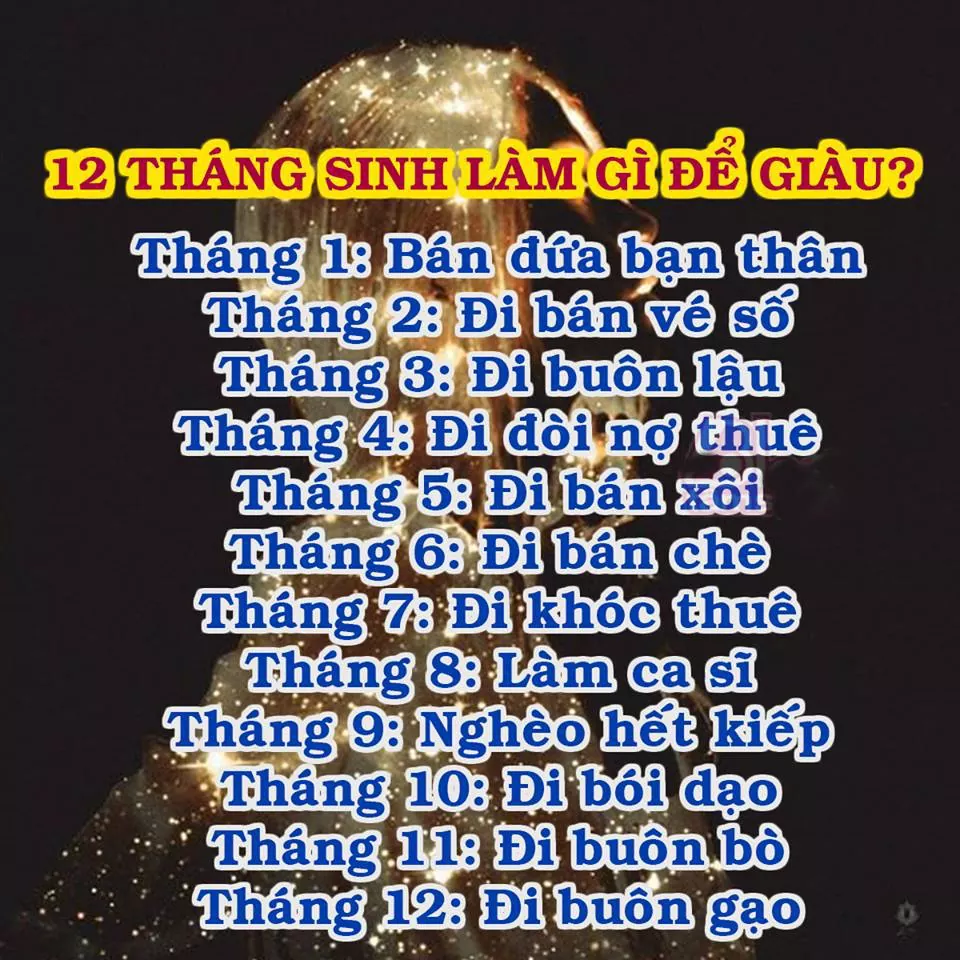 12 THÁNG SINH LÀM GÌ ĐỂ GIÀU?
Tháng 1: Bán đứa bạn thân
Tháng 2: Đi bán vé số
Tháng 3: Đi buôn lậu
Tháng 4: Đi đòi nợ thuê
Tháng 5: Đi bán xôi
Tháng 6: Đi bán chè
Tháng 7: Đi khóc thuê
Tháng 8: Làm ca sĩ
Tháng 9: Nghèo hết kiếp
Tháng 10: Đi bói dạo
Tháng 11: Đi buôn bò
Tháng 12: Đi buôn gạo